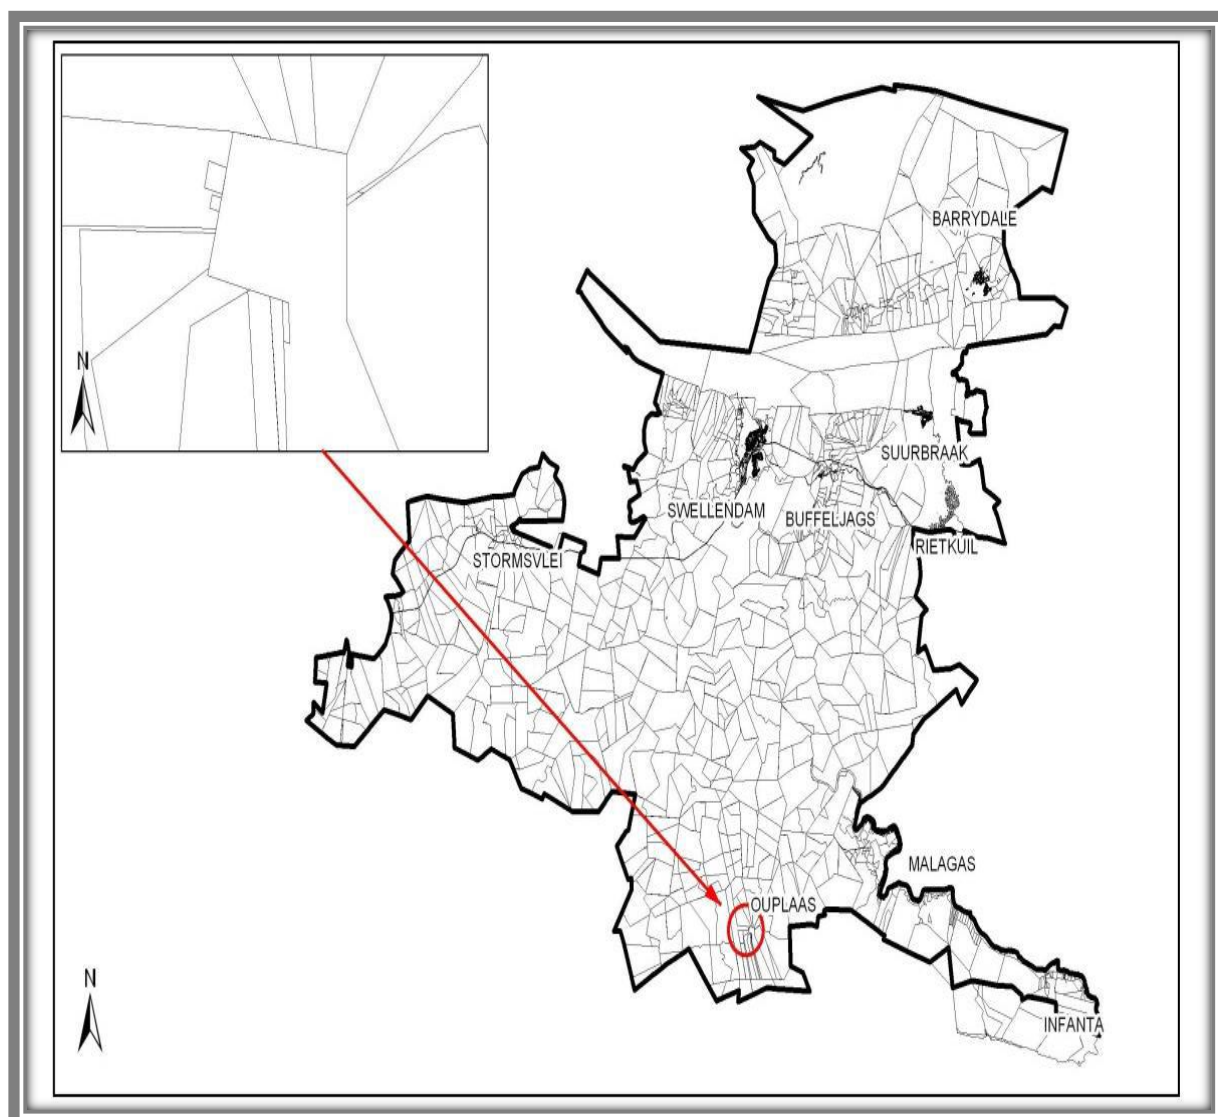 BARRYDALE
N
SUURBRAAK
SWELLENDAM
BUFFELJAGS
RIETKUIL
STORMSVLEI
MALAGAS
OUPLAAS
N
INFANTA